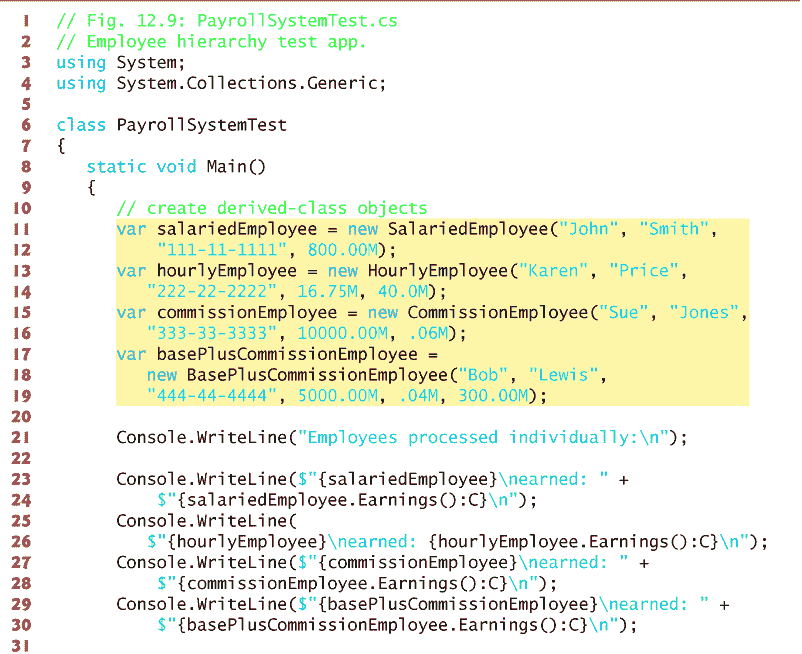 1 // Fig. 12.9: PayrollSystemTest.cs
2 // Employee hierarchy test app.
3 using System;
4 using System.Collections.Generic;
5
6 class PayrollSystemTest
7 {
8 static void Main()
9 {
10 // create derived-class objects
11 var salariedEmployee = new SalariedEmployee("John", "Smith",
12 "111-11-1111", 800.00M);
13 var hourlyEmployee = new HourlyEmployee("Karen", "Price",
14 "222-22-2222", 16.75M, 40.0M);
15 var commissionEmployee = new CommissionEmployee("Sue", "Jones",
16 "333-33-3333", 10000.00M, .06M);
17 var basePlusCommissionEmployee =
18 new BasePlusCommissionEmployee("Bob", "Lewis",
19 "444-44-4444", 5000.00M, .04M, 300.00M);
20
21 Console.WriteLine("Employees processed individually:\n");
22
23 Console.WriteLine($"{salariedEmployee}\nearned: " +
24 $"{salariedEmployee.Earnings():C}\n");
25 Console.WriteLine(
26 $"{hourlyEmployee}\nearned: {hourlyEmployee.Earnings():C}\n");
27 Console.WriteLine($"{commissionEmployee}\nearned: " +
28 $"{commissionEmployee.Earnings():C}\n");
29 Console.WriteLine($"{basePlusCommissionEmployee}\nearned: " +
30 $"{basePlusCommissionEmployee.Earnings():C}\n");
31